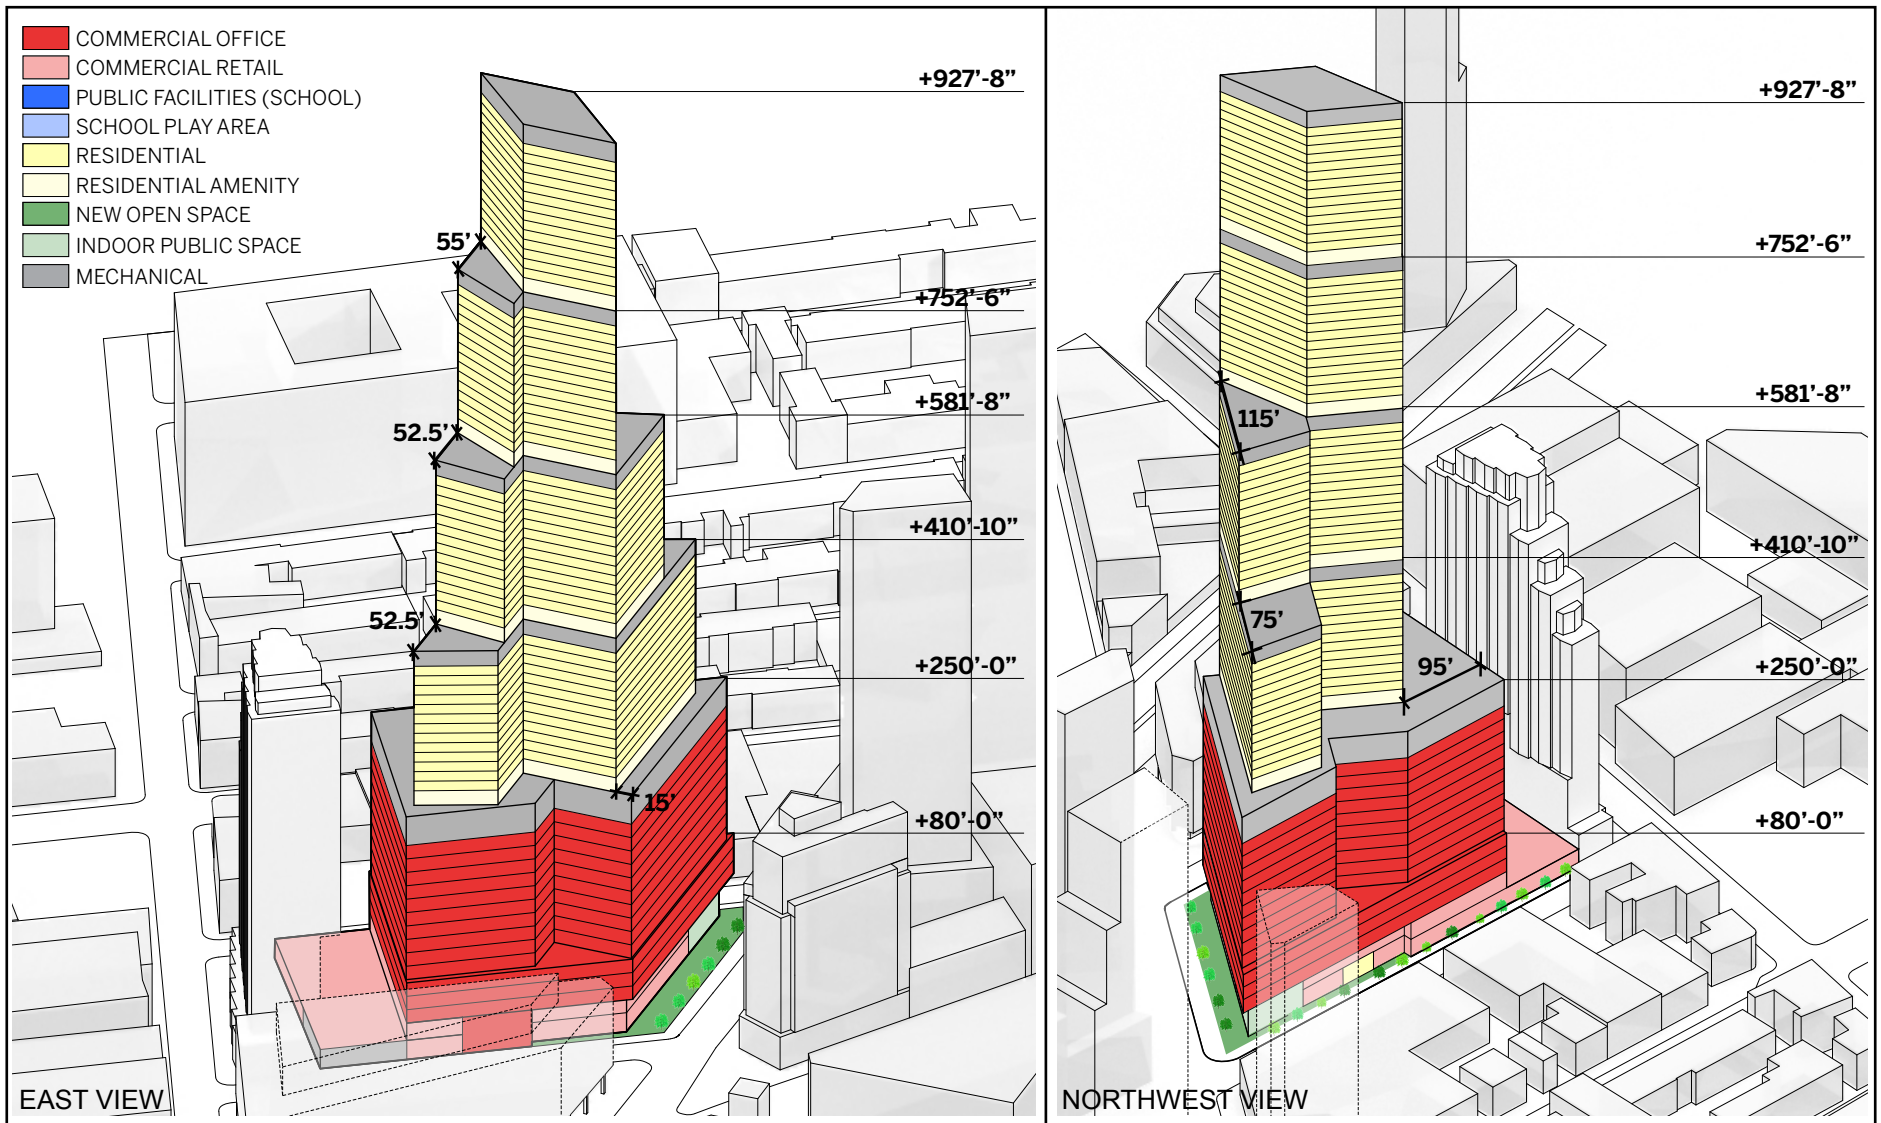 COMMERCIAL OFFICE
COMMERCIAL RETAIL
PUBLIC FACILITIES (SCHOOL)
SCHOOL PLAY AREA
RESIDENTIAL
RESIDENTIAL AMENITY
NEW OPEN SPACE
INDOOR PUBLIC SPACE
MECHANICAL
+927'-8”
55'
+752'-6”
+581'-8”
52.5'
+410'-10”
52.5'
+250'-0”
15'
+80'-0”
EAST VIEW
+927'-8”
+752'-6”
+581'-8”
115'
+410'-10”
75'
95'
+250'-0”
+80'-0”
NORTHWEST VIEW